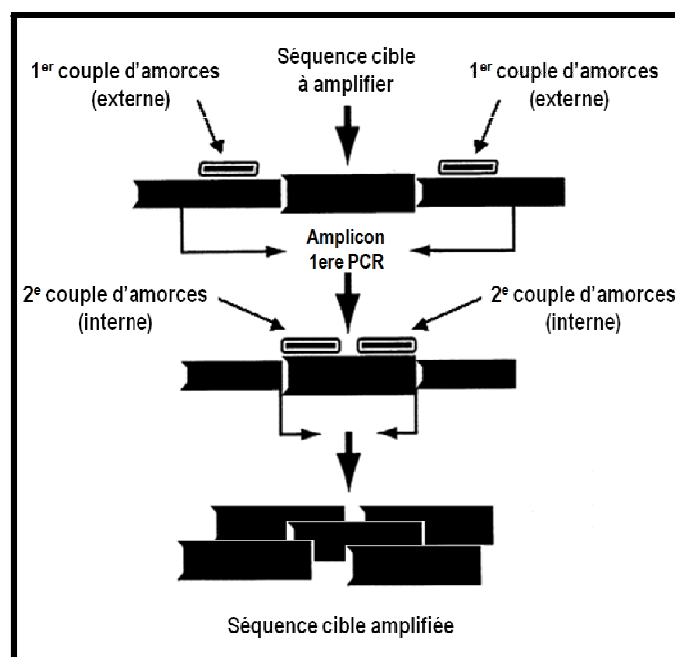 Séquence cible
à amplifier
1er couple d'amorces
(externe)
1er couple d'amorces
(externe)
Amplicon
1ere PCR
2e couple d'amorces
(interne)
2e couple d'amorces
(interne)
Séquence cible amplifiée